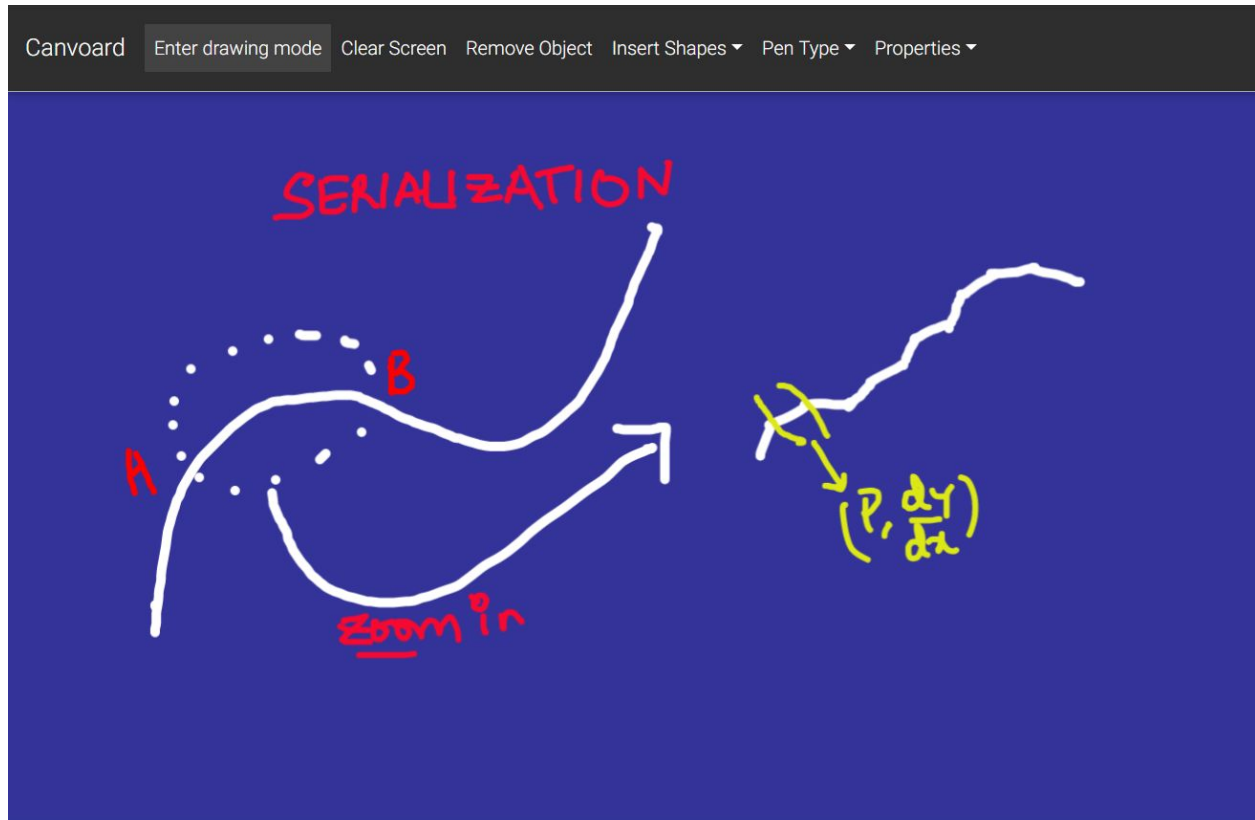 Canvoard Enter drawing mode Clear Screen Remove Object Insert Shapes Pen Type Properties
SERIALIZATION
B
A
(P, dy/dx)
zoom in